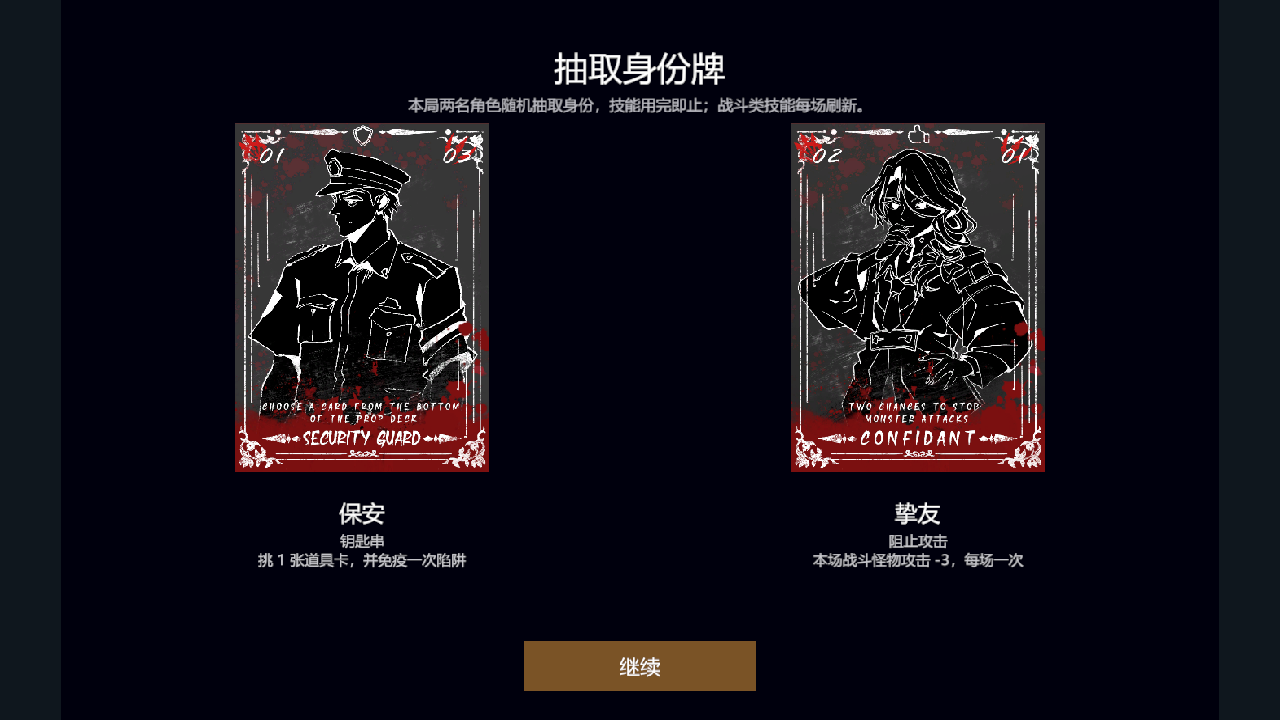 抽取身份牌
本局两名角色随机抽取身份，技能用完即止；战斗类技能每场刷新。
01 03
CHOOSE A CARD FROM THE BOTTOM
OF THE PROP DECK
SECURITY GUARD
保安
钥匙串
挑 1 张道具卡，并免疫一次陷阱
02 01
TWO CHANCES TO STOP
MONSTER ATTACKS
CONFIDANT
挚友
阻止攻击
本场战斗怪物攻击 -3，每场一次
继续